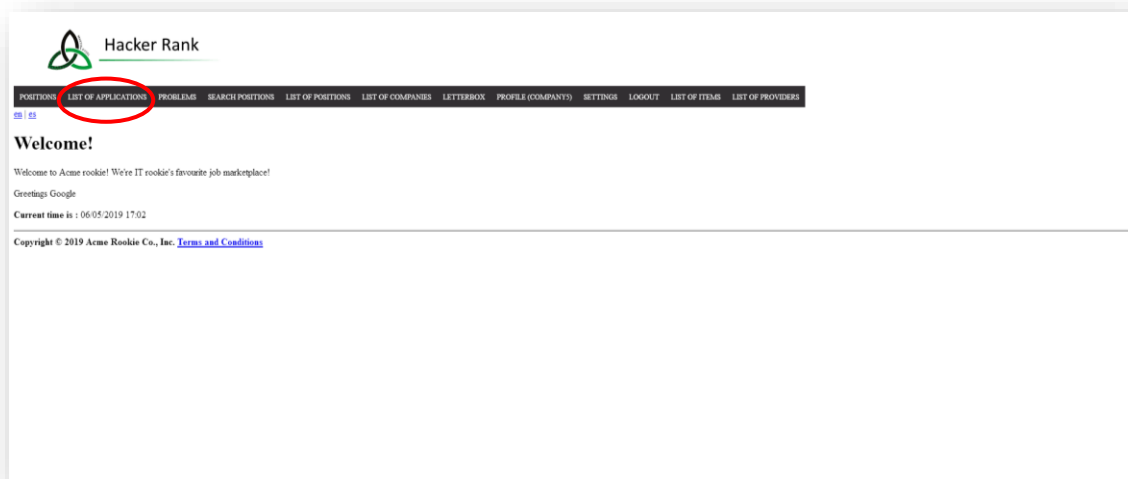 Hacker Rank
POSITIONS LIST OF APPLICATIONS PROBLEMS SEARCH POSITIONS LIST OF POSITIONS LIST OF COMPANIES LETTERBOX PROFILE (COMPANY5) SETTINGS LOGOUT LIST OF ITEMS LIST OF PROVIDERS
en | es
Welcome!
Welcome to Acme rookie! We're IT rookie's favourite job marketplace!
Greetings Google
Current time is : 06/05/2019 17:02
Copyright © 2019 Acme Rookie Co., Inc. Terms and Conditions